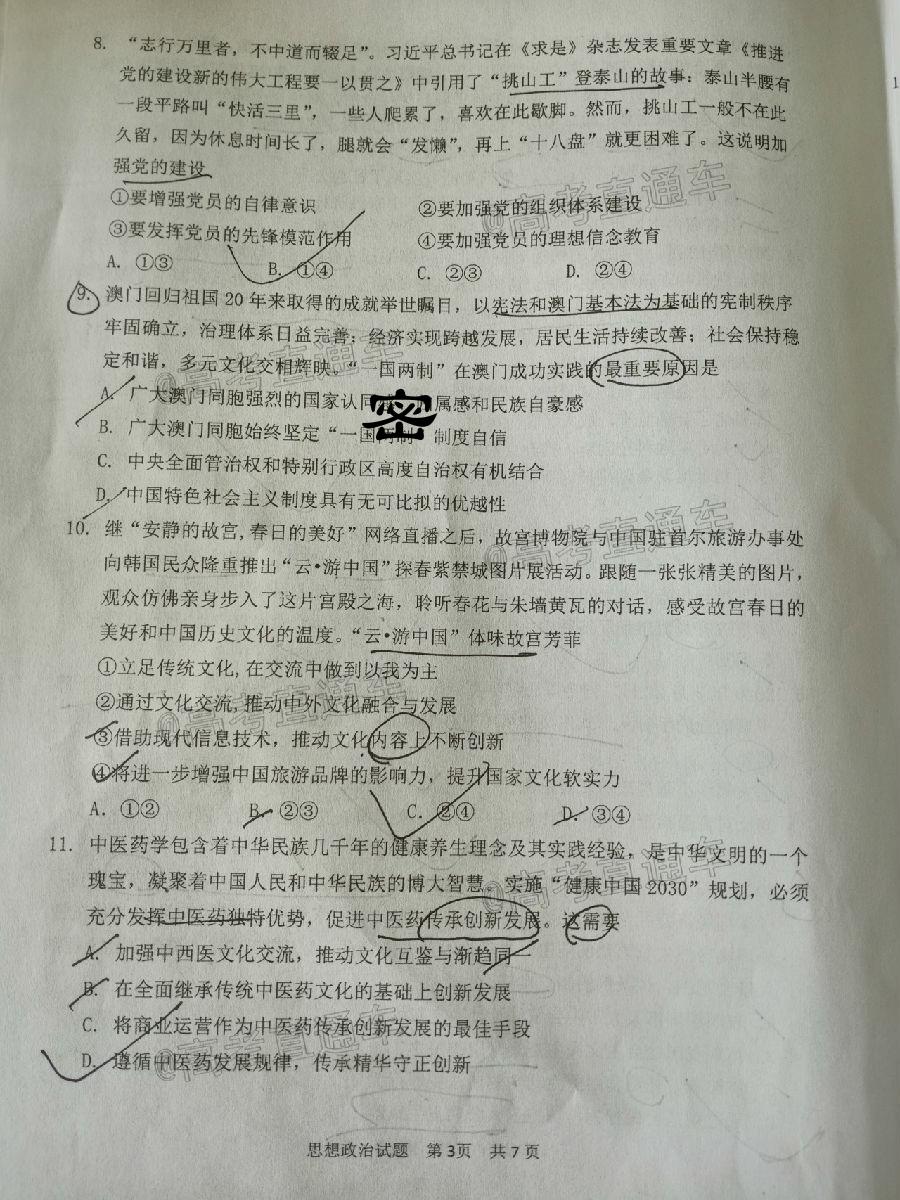 8. “志行万里者，不中道而辍足”。习近平总书记在《求是》杂志发表重要文章《推进
党的建设新的伟大工程要一以贯之》中引用了“挑山工”登泰山的故事：泰山半腰有
一段平路叫“快活三里”，一些人爬累了，喜欢在此歇脚。然而，挑山工一般不在此
久留，因为休息时间长了，腿就会“发懒”，再上“十八盘”就更困难了。这说明加
强党的建设
①要增强党员的自律意识 ②要加强党的组织体系建设
③要发挥党员的先锋模范作用 ④要加强党员的理想信念教育
A. ①③ B. ①④ C. ②③ D. ②④
9. 澳门回归祖国 20 年来取得的成就举世瞩目，以宪法和澳门基本法为基础的宪制秩序
牢固确立，治理体系日益完善；经济实现跨越发展，居民生活持续改善；社会保持稳
定和谐，多元文化交相辉映。“一国两制”在澳门成功实践的最重要原因是
A. 广大澳门同胞强烈的国家认同 属感和民族自豪感
B. 广大澳门同胞始终坚定“一国两制”制度自信
C. 中央全面管治权和特别行政区高度自治权有机结合
D. 中国特色社会主义制度具有无可比拟的优越性
密
10. 继“安静的故宫,春日的美好”网络直播之后，故宫博物院与中国驻首尔旅游办事处
向韩国民众隆重推出“云•游中国”探春紫禁城图片展活动。跟随一张张精美的图片，
观众仿佛亲身步入了这片宫殿之海，聆听春花与朱墙黄瓦的对话，感受故宫春日的
美好和中国历史文化的温度。“云•游中国”体味故宫芳菲
①立足传统文化,在交流中做到以我为主
②通过文化交流,推动中外文化融合与发展
③借助现代信息技术，推动文化内容上不断创新
④将进一步增强中国旅游品牌的影响力，提升国家文化软实力
A. ①② B. ②③ C. ②④ D. ③④
11. 中医药学包含着中华民族几千年的健康养生理念及其实践经验，是中华文明的一个
瑰宝，凝聚着中国人民和中华民族的博大智慧。实施“健康中国 2030”规划，必须
充分发挥中医药独特优势，促进中医药传承创新发展。这需要
A. 加强中西医文化交流，推动文化互鉴与渐趋同一
B. 在全面继承传统中医药文化的基础上创新发展
C. 将商业运营作为中医药传承创新发展的最佳手段
D. 遵循中医药发展规律，传承精华守正创新
思想政治试题 第 3页 共 7 页
@高考直通车
@高考直通车
@高考直通车
@高考直通车
@高考直通车
@高考直通车